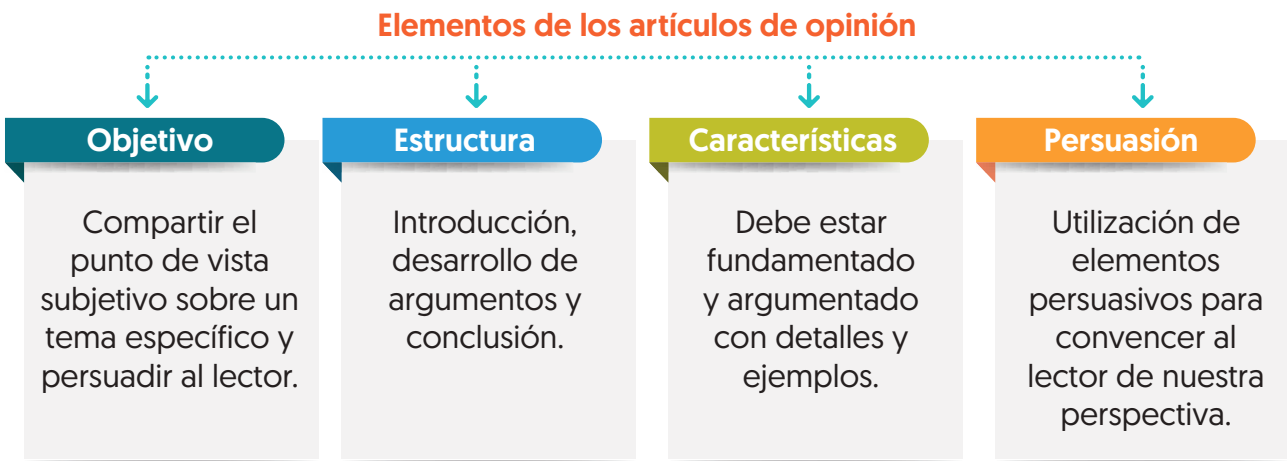 Elementos de los artículos de opinión
Objetivo
Compartir el
punto de vista
subjetivo sobre un
tema específico y
persuadir al lector.
Estructura
Introducción,
desarrollo de
argumentos y
conclusión.
Características
Debe estar
fundamentado
y argumentado
con detalles y
ejemplos.
Persuasión
Utilización de
elementos
persuasivos para
convencer al
lector de nuestra
perspectiva.